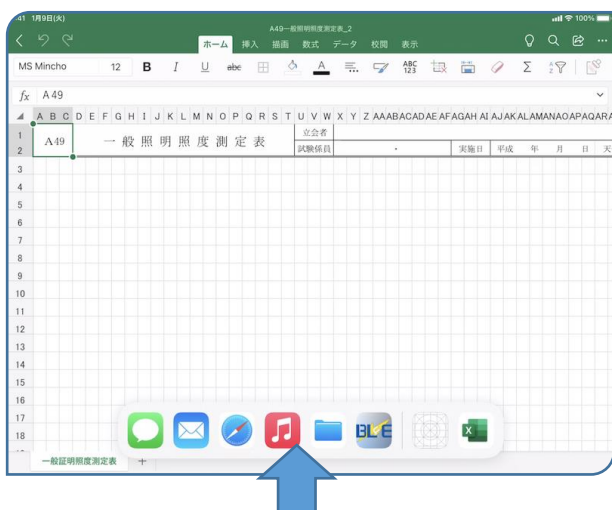 :41 1月9日(火) 100%
A49一般照明照度測定表_2
ホーム 挿入 描画 数式 データ 校閲 表示
MS Mincho 12 B I U abc A ABC 123 Σ
fx A 49
A B C D E F G H I J K L M N O P Q R S T U V W X Y Z AA AB AC AD AE AF AG AH AI AJ AK AL AM AN AO AP AQ AR A
1 A49 一般照明照度測定表 立会者
2 試験係員 実施日 平成 年 月 日 天
3
4
5
6
7
8
9
10
11
12
13
14
15
16
17
18
BLE
X
一般証明照度測定表 +